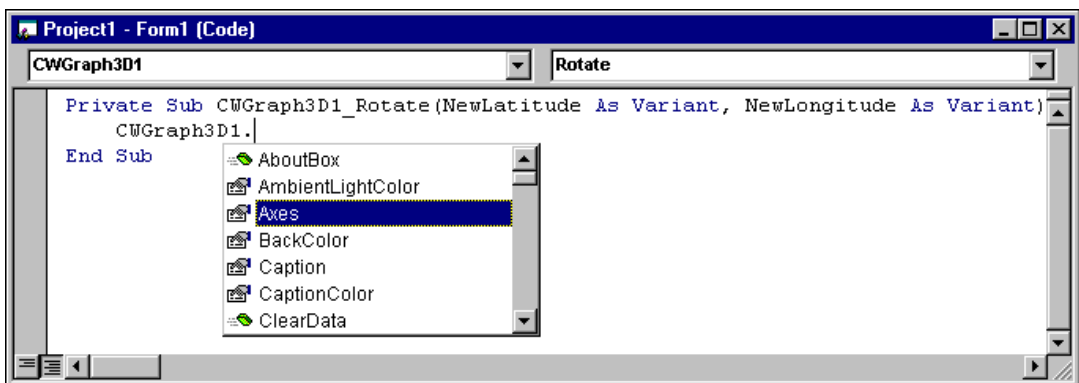 Project1 - Form1 (Code)
CWGraph3D1
Rotate
Private Sub CWGraph3D1_Rotate(NewLatitude As Variant, NewLongitude As Variant)
CWGraph3D1.
End Sub
AboutBox
AmbientLightColor
Axes
BackColor
Caption
CaptionColor
ClearData